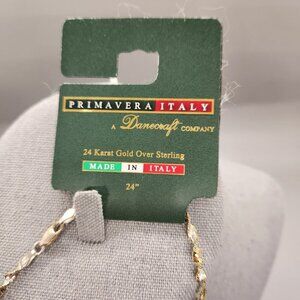 PRIMAVERA ITALY
A Danecraft COMPANY
24 Karat Gold Over Sterling
MADE IN ITALY
24"